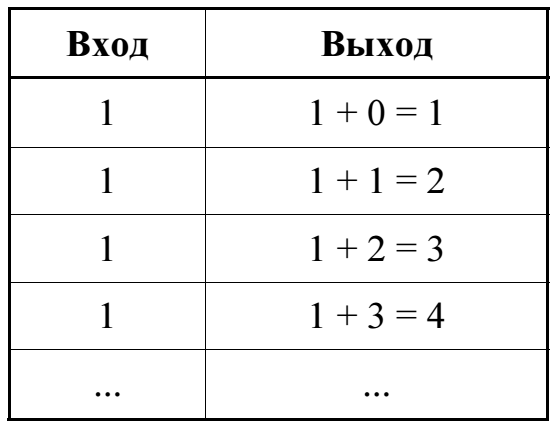 Вход Выход
1 1 + 0 = 1
1 1 + 1 = 2
1 1 + 2 = 3
1 1 + 3 = 4
... ...